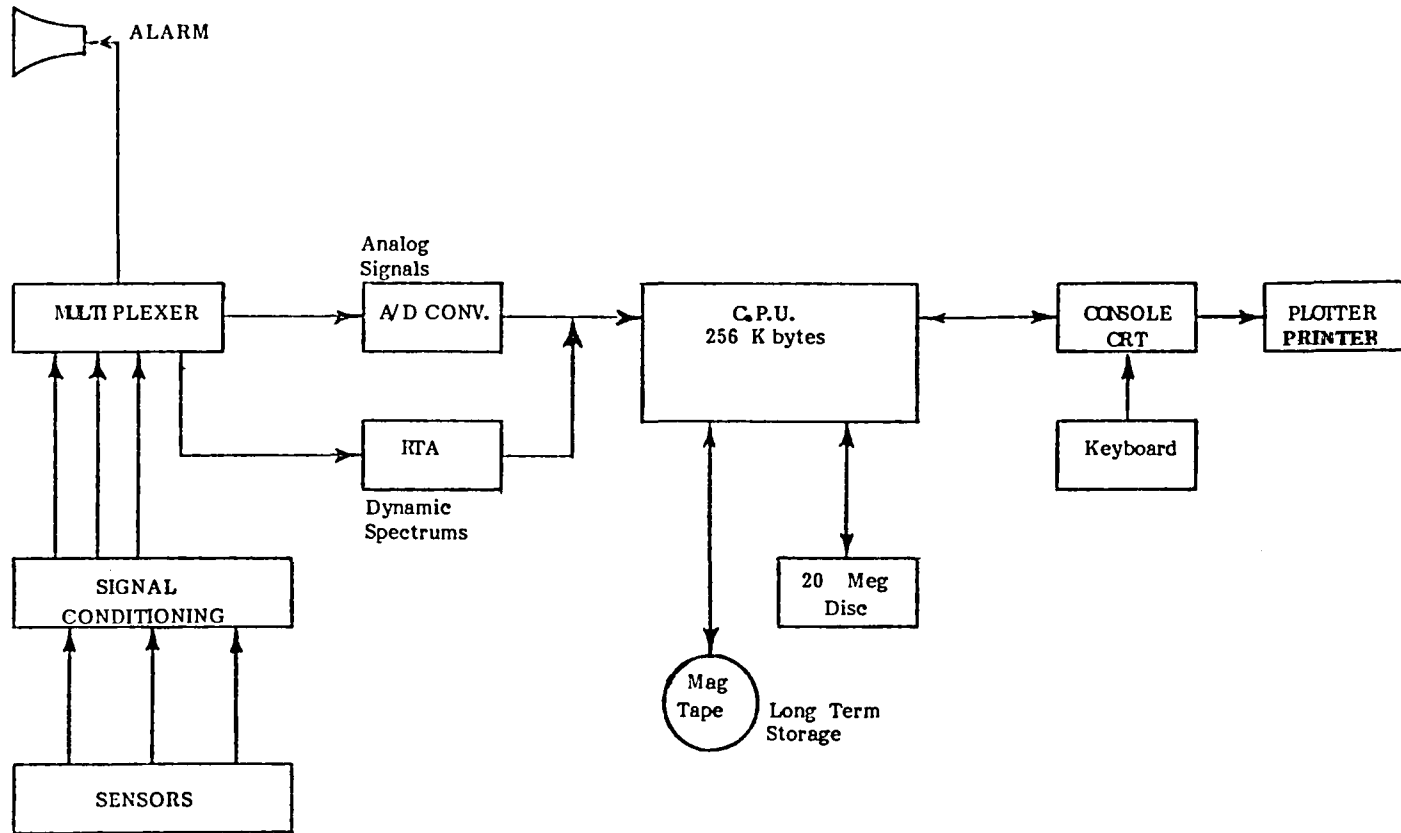 ALARM
Analog
Signals
MULTIPLEXER
A/D CONV.
C.P.U.
256 K bytes
CONSOLE
CRT
PLOTTER
PRINTER
RTA
Keyboard
Dynamic
Spectrums
SIGNAL
CONDITIONING
20 Meg
Disc
Mag
Tape
Long Term
Storage
SENSORS